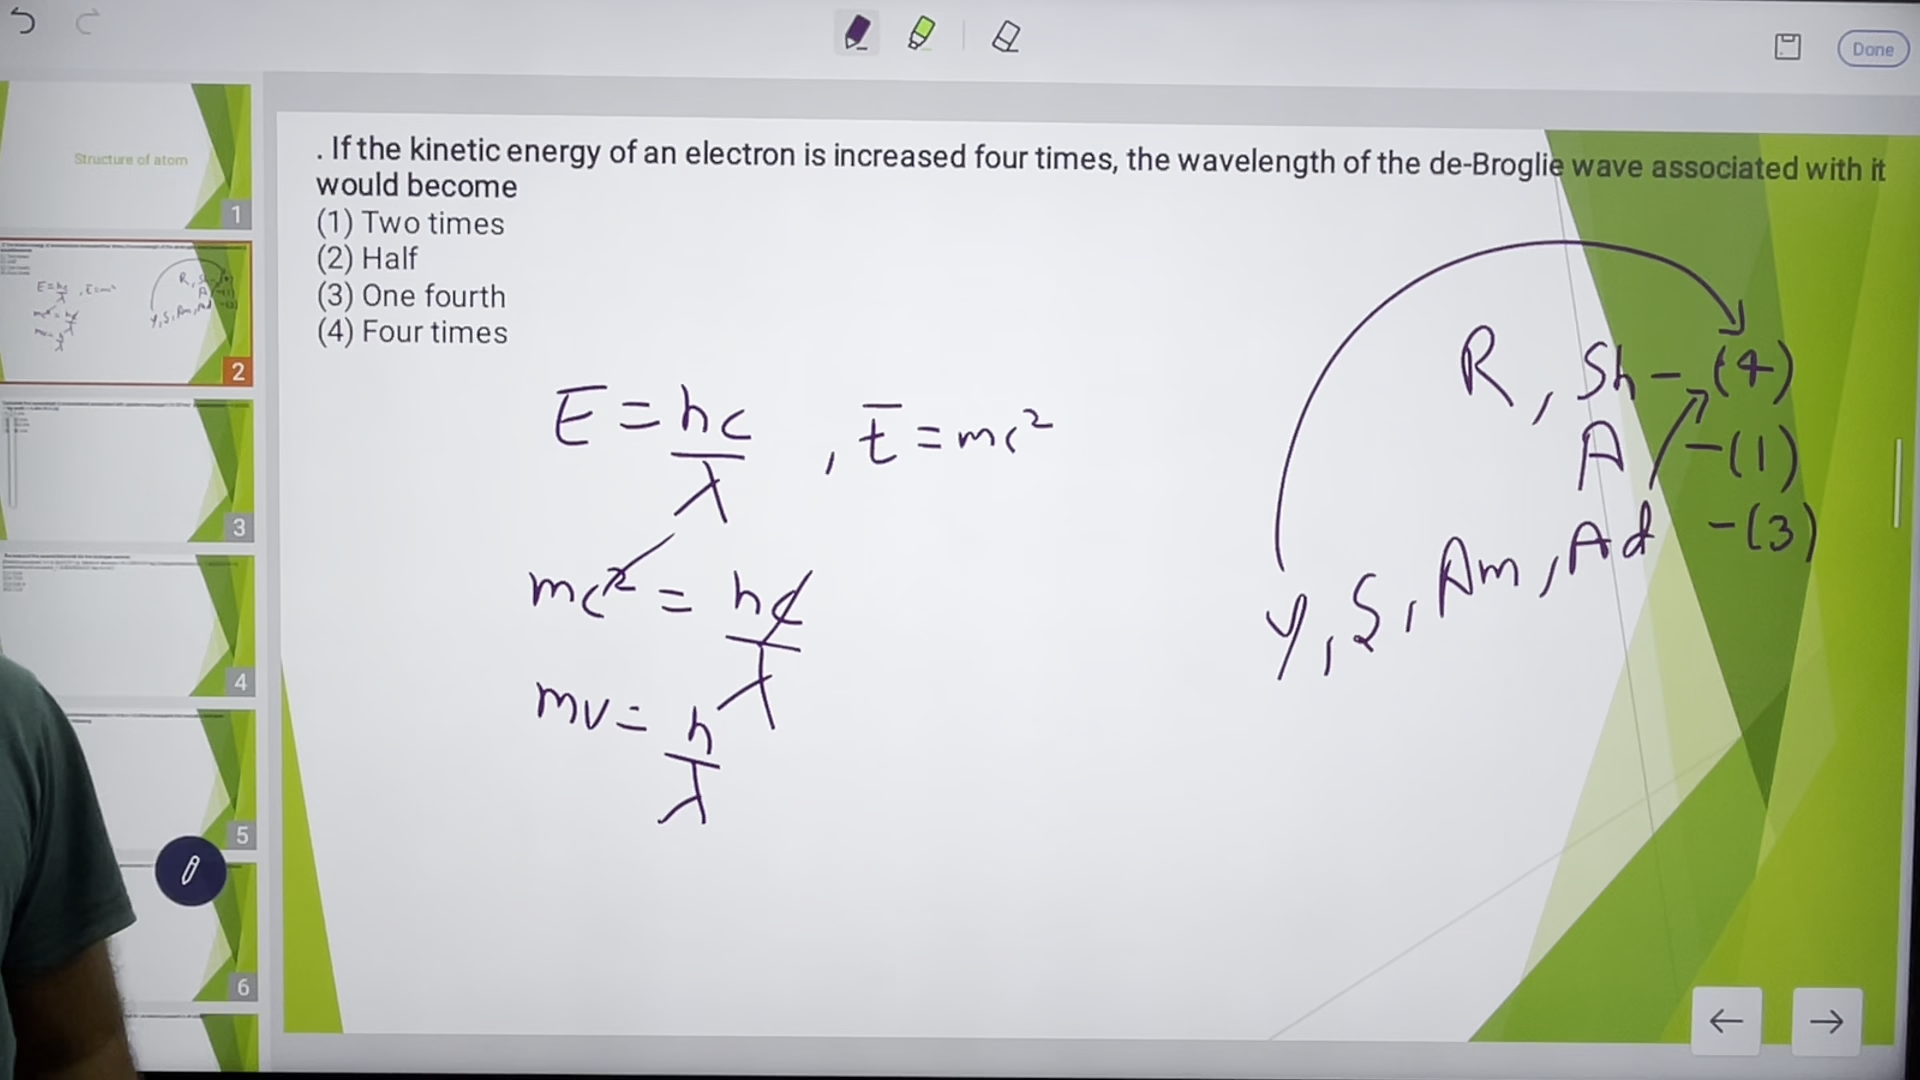 Done
Structure of atom
1
2
3
4
5
6
. If the kinetic energy of an electron is increased four times, the wavelength of the de-Broglie wave associated with it
would become
(1) Two times
(2) Half
(3) One fourth
(4) Four times
E = hc/λ , E = mc²
mc² = hc/λ
mv = h/λ
R, Sh - (4)
A - (1)
Y, S, Am, Ad - (3)